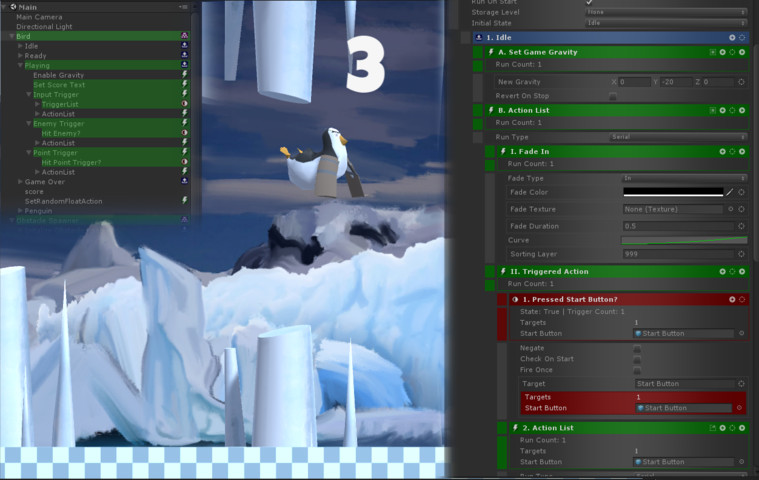 Main
Main Camera
Directional Light
Bird
Idle
Ready
Playing
Enable Gravity
Set Score Text
Input Trigger
TriggerList
ActionList
Enemy Trigger
Hit Enemy?
ActionList
Point Trigger
Hit Point Trigger?
ActionList
Game Over
score
SetRandomFloatAction
Penguin
3
Run On Start
Storage Level None
Initial State Idle
1. Idle
A. Set Game Gravity
Run Count: 1
New Gravity X 0 Y -20 Z 0
Revert On Stop
B. Action List
Run Count: 1
Run Type Serial
I. Fade In
Run Count: 1
Fade Type In
Fade Color
Fade Texture None (Texture)
Fade Duration 0.5
Curve
Sorting Layer 999
II. Triggered Action
Run Count: 1
1. Pressed Start Button?
State: True | Trigger Count: 1
Targets 1
Start Button Start Button
Negate
Check On Start
Fire Once
Target Start Button
Targets 1
Start Button Start Button
2. Action List
Run Count: 1
Targets 1
Start Button Start Button